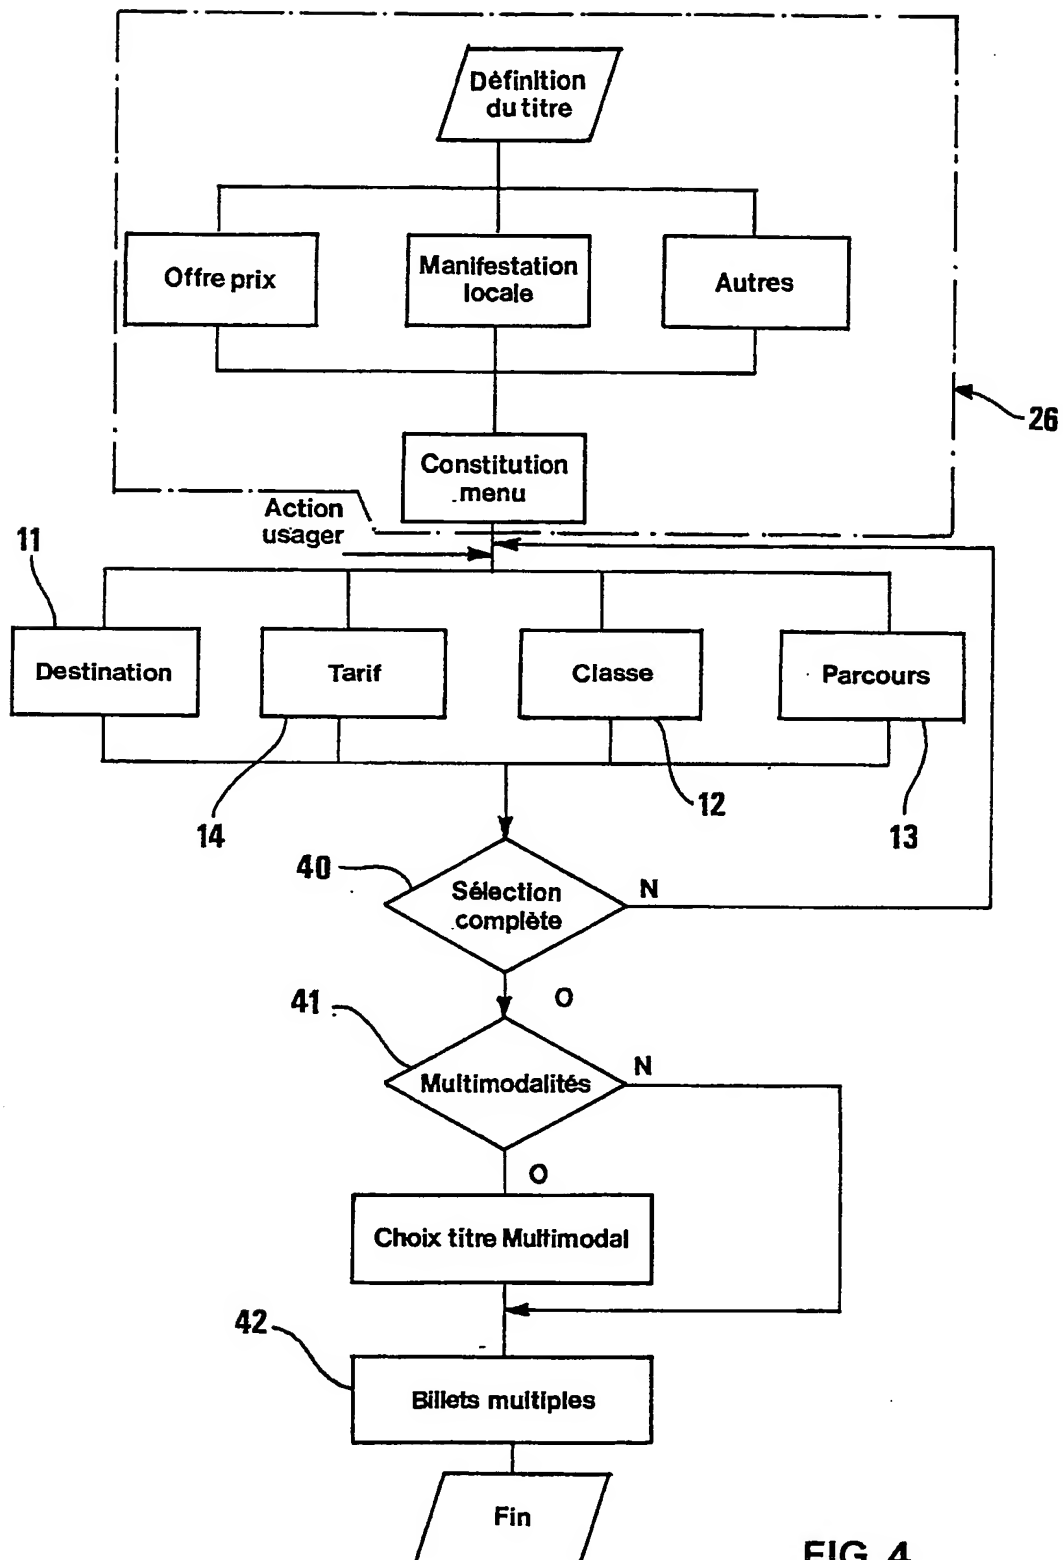 Définition
du titre
Offre prix
Manifestation
locale
Autres
26
Constitution
menu
Action
usager
11
Destination
Tarif
Classe
Parcours
14
12
13
40
Sélection
complète
N
O
41
Multimodalités
N
O
Choix titre Multimodal
42
Billets multiples
Fin
FIG. 4